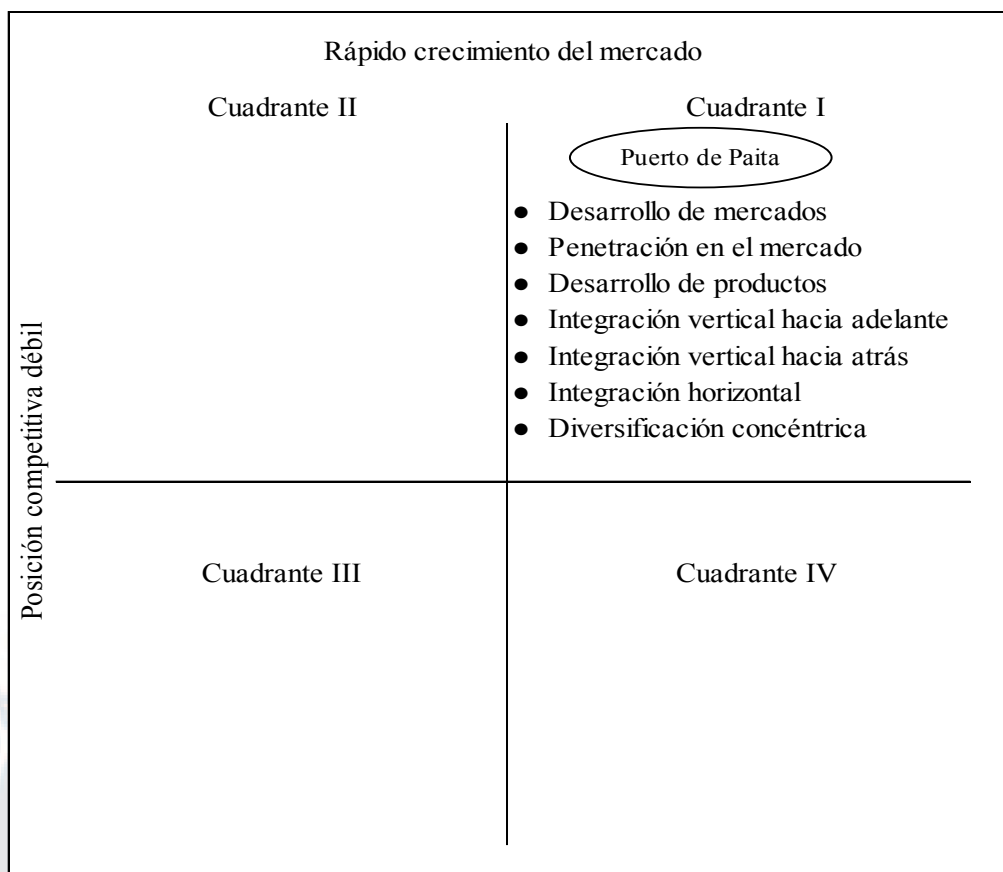 Rápido crecimiento del mercado
Cuadrante II
Cuadrante I
Puerto de Paita
● Desarrollo de mercados
● Penetración en el mercado
● Desarrollo de productos
● Integración vertical hacia adelante
● Integración vertical hacia atrás
● Integración horizontal
● Diversificación concéntrica
Posición competitiva débil
Cuadrante III
Cuadrante IV